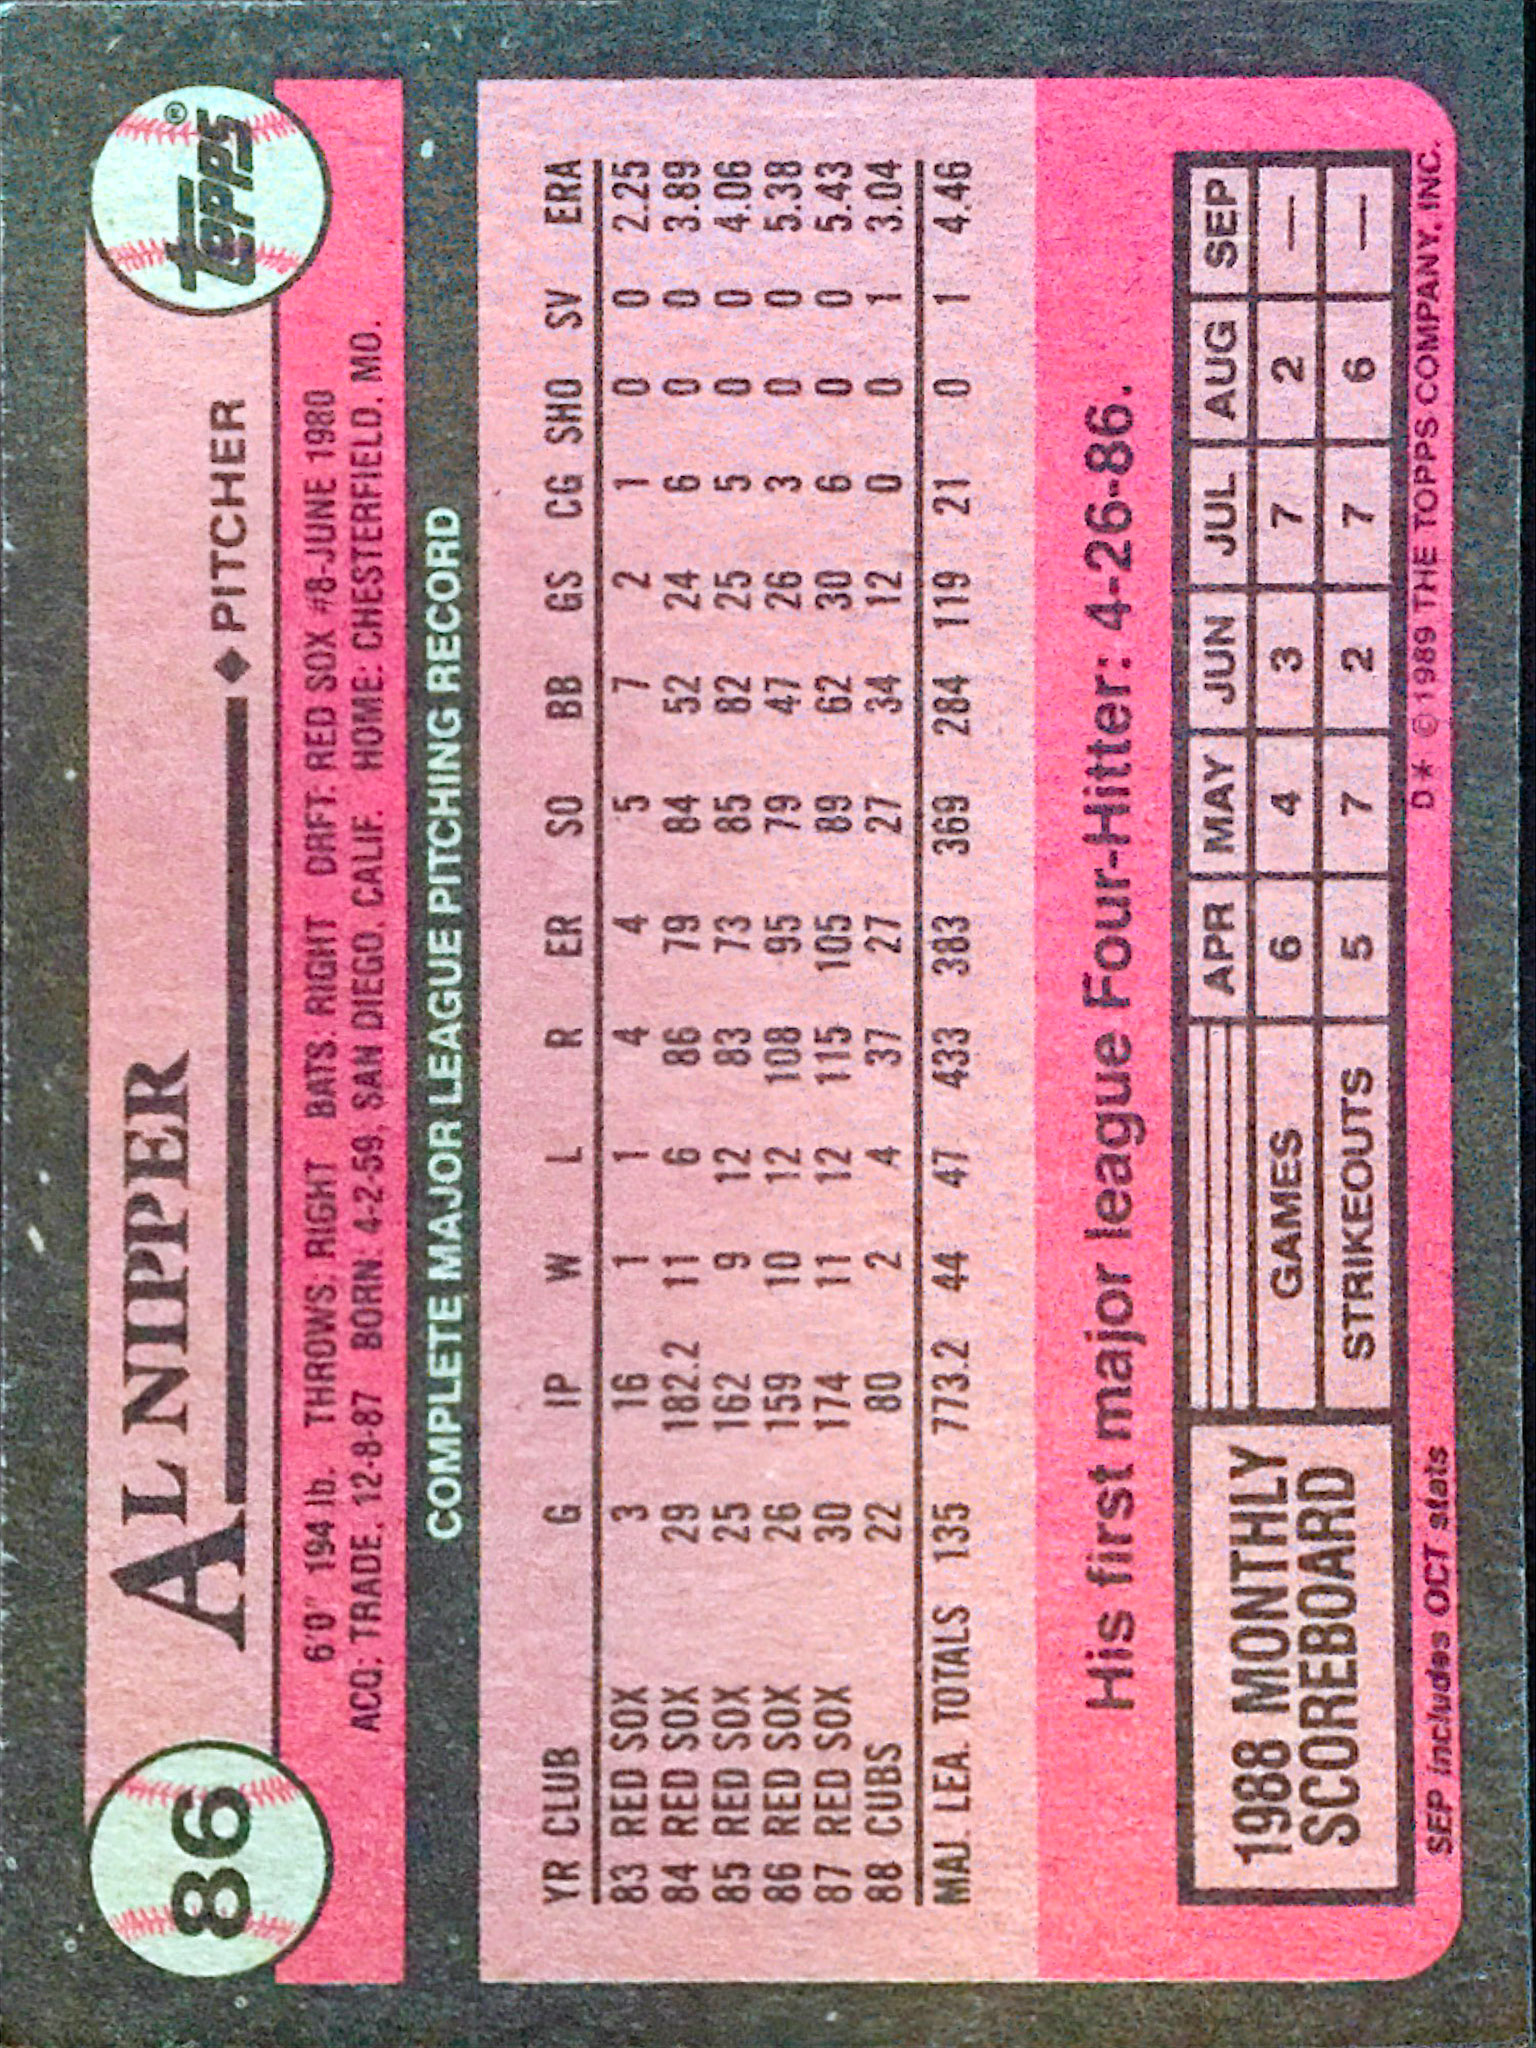 86
AL NIPPER ◆ PITCHER
Topps®
6'0" 194 lb. THROWS: RIGHT BATS: RIGHT DRFT: RED SOX #8-JUNE 1980
ACQ: TRADE, 12-8-87 BORN: 4-2-59, SAN DIEGO, CALIF. HOME: CHESTERFIELD, MO.
COMPLETE MAJOR LEAGUE PITCHING RECORD
YR CLUB G IP W L R ER SO BB GS CG SHO SV ERA
83 RED SOX 3 16 1 1 4 4 5 7 2 1 0 0 2.25
84 RED SOX 29 182.2 11 6 86 79 84 52 24 6 0 0 3.89
85 RED SOX 25 162 9 12 83 73 85 82 25 5 0 0 4.06
86 RED SOX 26 159 10 12 108 95 79 47 26 3 0 0 5.38
87 RED SOX 30 174 11 12 115 105 89 62 30 6 0 0 5.43
88 CUBS 22 80 2 4 37 27 27 34 12 0 0 1 3.04
MAJ. LEA. TOTALS 135 773.2 44 47 433 383 369 284 119 21 0 1 4.46
His first major league Four-Hitter: 4-26-86.
1988 MONTHLY SCOREBOARD
APR MAY JUN JUL AUG SEP
GAMES 6 4 3 7 2 —
STRIKEOUTS 5 7 2 7 6 —
SEP includes OCT stats D* © 1989 THE TOPPS COMPANY, INC.